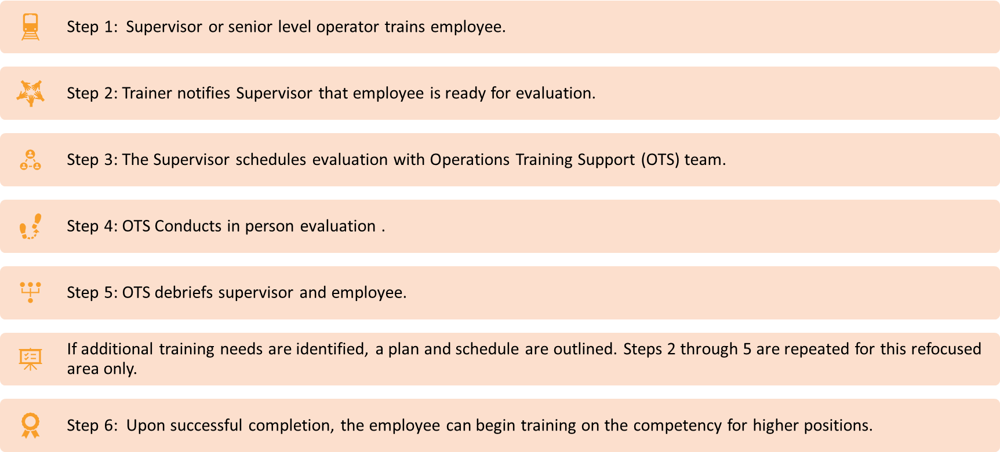 Step 1:  Supervisor or senior level operator trains employee.
Step 2: Trainer notifies Supervisor that employee is ready for evaluation.
Step 3: The Supervisor schedules evaluation with Operations Training Support (OTS) team.
Step 4: OTS Conducts in person evaluation .
Step 5: OTS debriefs supervisor and employee.
If additional training needs are identified, a plan and schedule are outlined. Steps 2 through 5 are repeated for this refocused
area only.
Step 6:  Upon successful completion, the employee can begin training on the competency for higher positions.